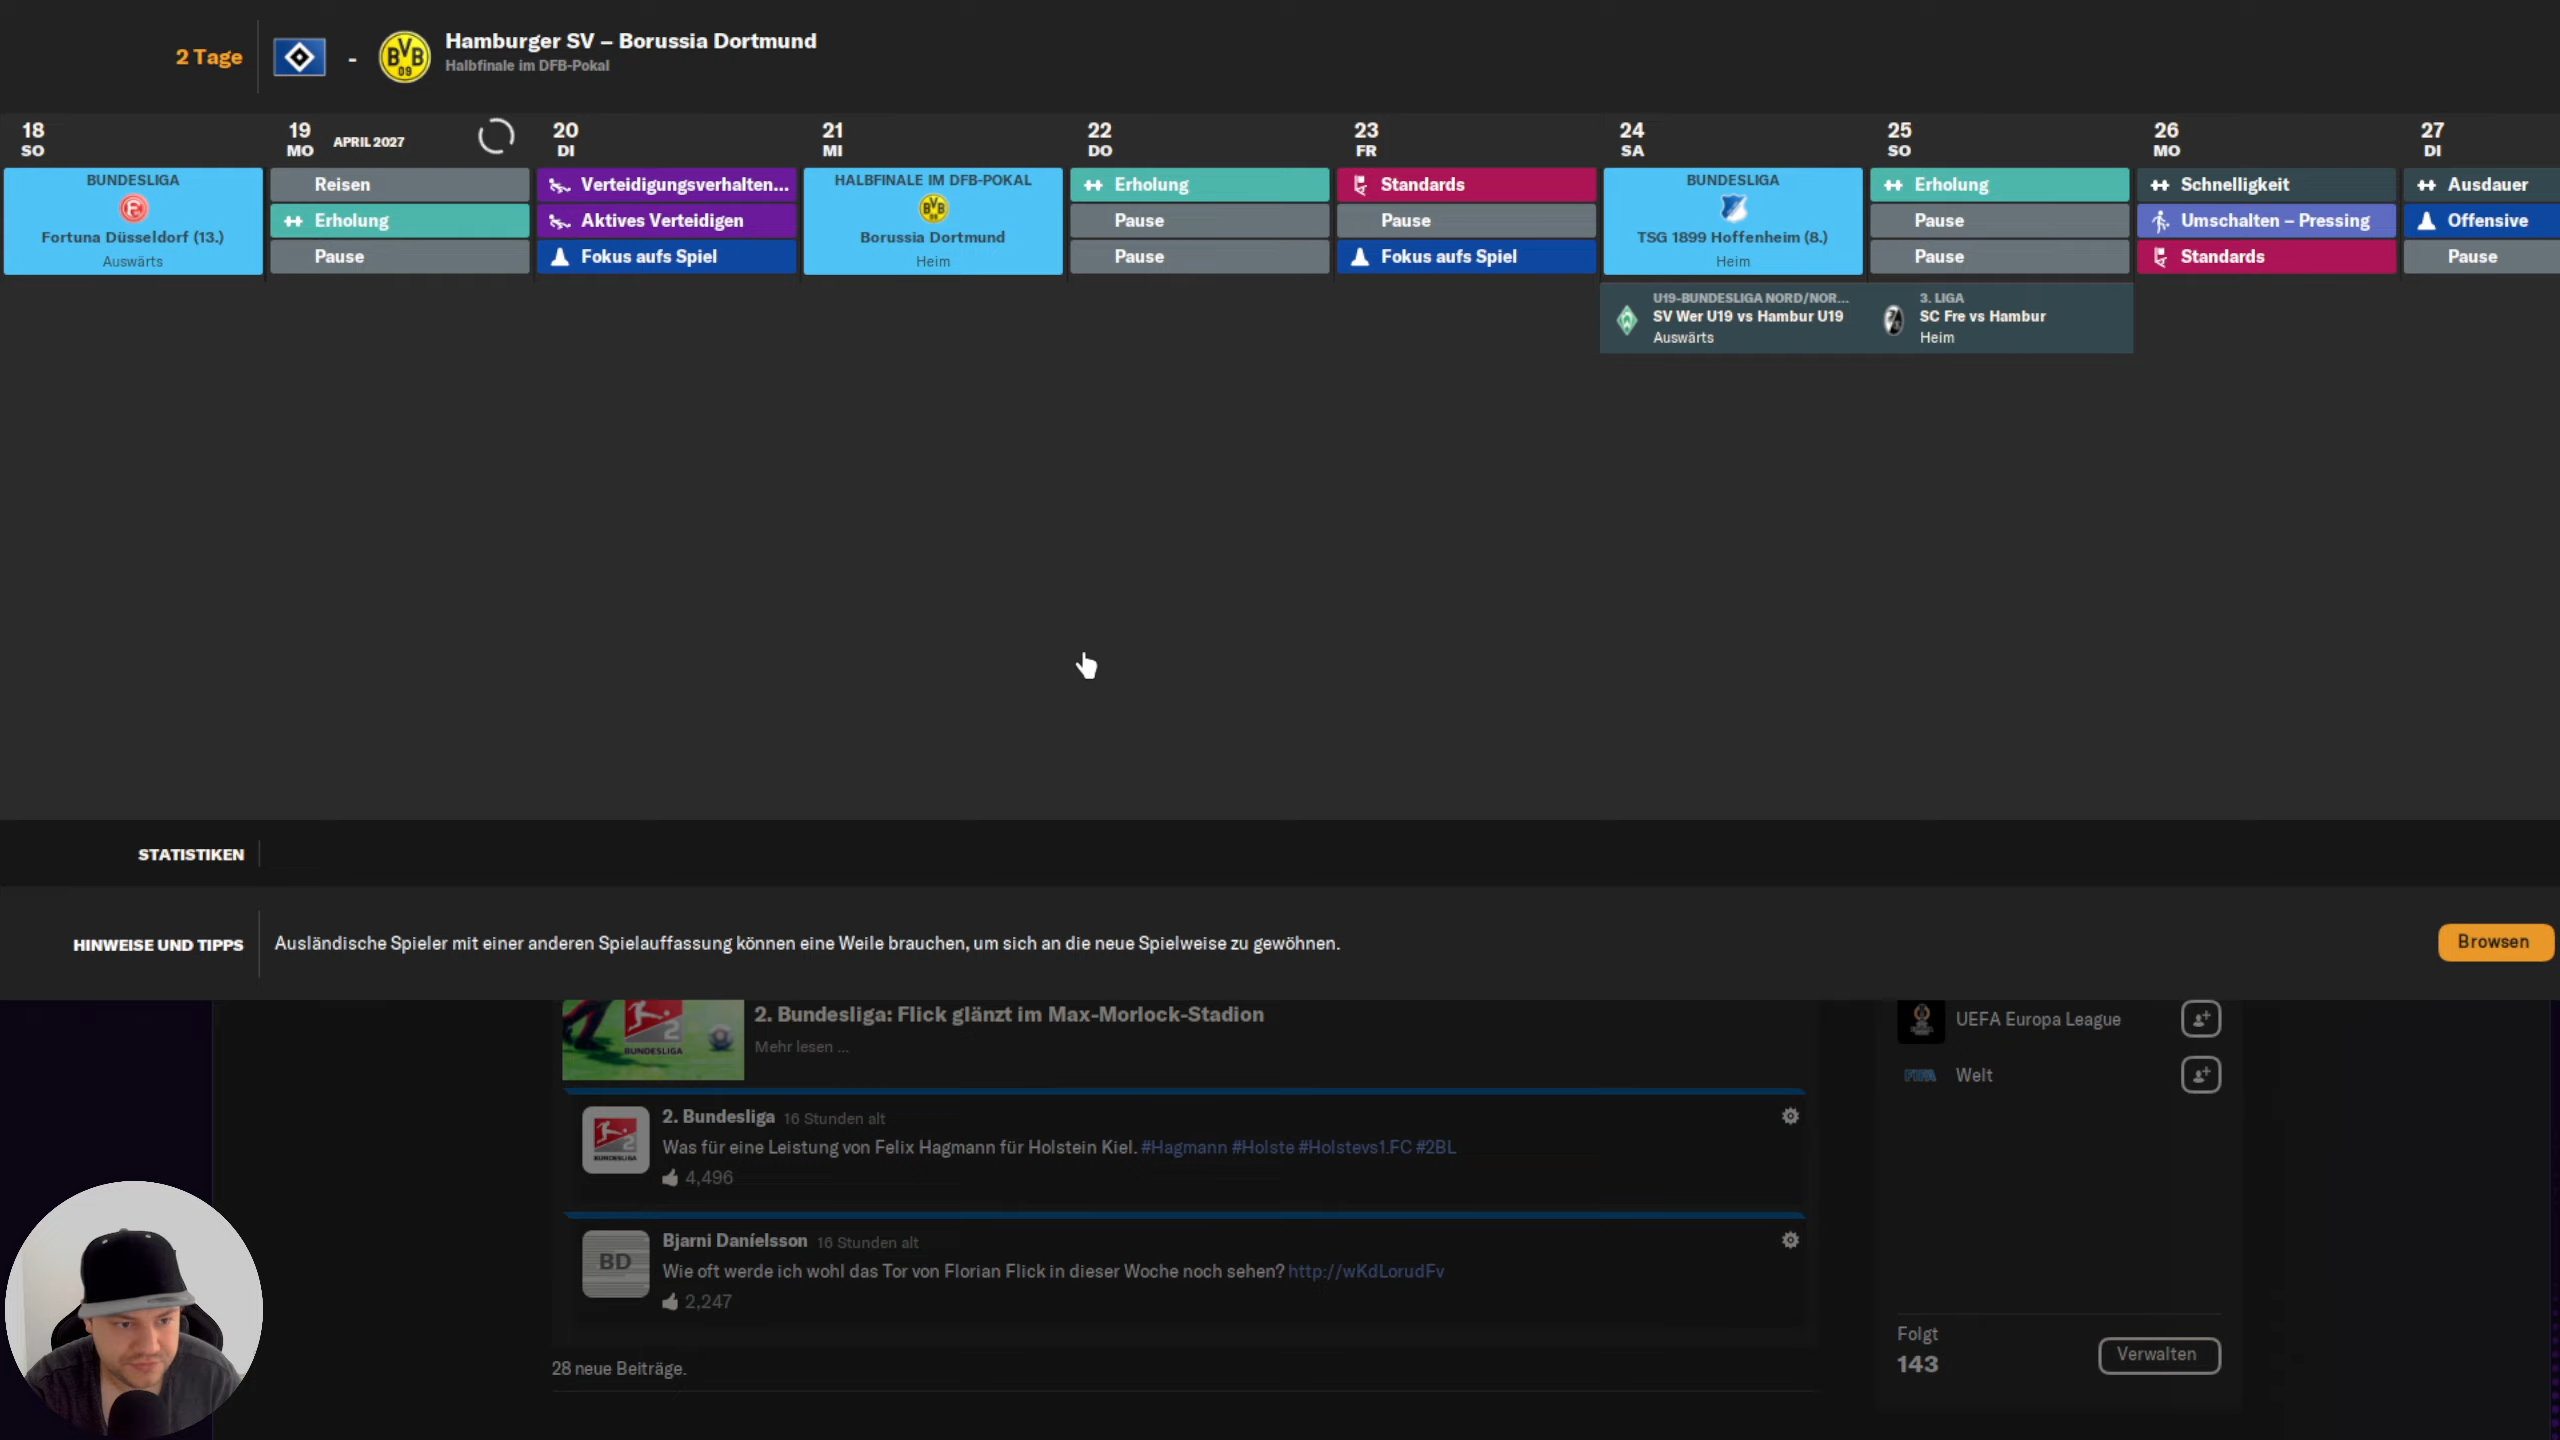 2 Tage
Hamburger SV – Borussia Dortmund
Halbfinale im DFB-Pokal
18
SO
19
MO
APRIL 2027
20
DI
21
MI
22
DO
23
FR
24
SA
25
SO
26
MO
27
DI
BUNDESLIGA
Fortuna Düsseldorf (13.)
Auswärts
Reisen
Erholung
Pause
Verteidigungsverhalten...
Aktives Verteidigen
Fokus aufs Spiel
HALBFINALE IM DFB-POKAL
BVB 09
Borussia Dortmund
Heim
Erholung
Pause
Pause
Standards
Pause
Fokus aufs Spiel
BUNDESLIGA
TSG 1899 Hoffenheim (8.)
Heim
Erholung
Pause
Pause
Schnelligkeit
Umschalten – Pressing
Standards
Ausdauer
Offensive
Pause
U19-BUNDESLIGA NORD/NOR...
SV Wer U19 vs Hambur U19
Auswärts
3. LIGA
SC Fre vs Hambur
Heim
STATISTIKEN
HINWEISE UND TIPPS
Ausländische Spieler mit einer anderen Spielauffassung können eine Weile brauchen, um sich an die neue Spielweise zu gewöhnen.
Browsen
2. Bundesliga: Flick glänzt im Max-Morlock-Stadion
Mehr lesen ...
BUNDESLIGA
2. Bundesliga 16 Stunden alt
Was für eine Leistung von Felix Hagmann für Holstein Kiel. #Hagmann #Holste #Holstevs1.FC #2BL
4,496
BD
Bjarni Daníelsson 16 Stunden alt
Wie oft werde ich wohl das Tor von Florian Flick in dieser Woche noch sehen? http://wKdLorudFv
2,247
28 neue Beiträge.
UEFA Europa League
FIFA
Welt
Folgt
143
Verwalten